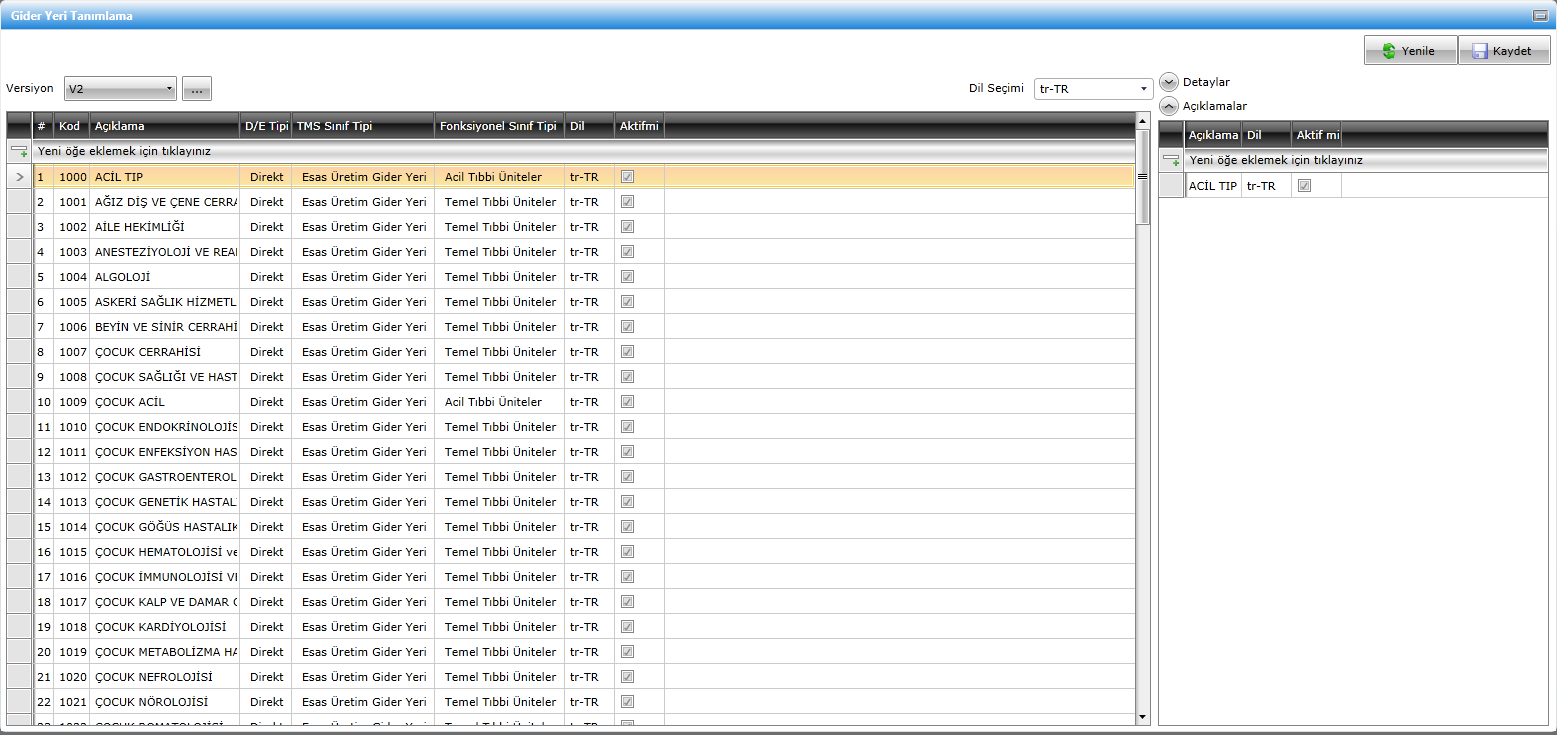 Gider Yeri Tanımlama
Yenile Kaydet
Versiyon V2 ... Dil Seçimi tr-TR Detaylar
Açıklamalar
# Kod Açıklama D/E Tipi TMS Sınıf Tipi Fonksiyonel Sınıf Tipi Dil Aktifmi
Yeni öğe eklemek için tıklayınız
1 1000 ACİL TIP Direkt Esas Üretim Gider Yeri Acil Tıbbi Üniteler tr-TR
2 1001 AĞIZ DİŞ VE ÇENE CERRA Direkt Esas Üretim Gider Yeri Temel Tıbbi Üniteler tr-TR
3 1002 AİLE HEKİMLİĞİ Direkt Esas Üretim Gider Yeri Temel Tıbbi Üniteler tr-TR
4 1003 ANESTEZİYOLOJİ VE REAI Direkt Esas Üretim Gider Yeri Temel Tıbbi Üniteler tr-TR
5 1004 ALGOLOJİ Direkt Esas Üretim Gider Yeri Temel Tıbbi Üniteler tr-TR
6 1005 ASKERİ SAĞLIK HİZMETL Direkt Esas Üretim Gider Yeri Temel Tıbbi Üniteler tr-TR
7 1006 BEYİN VE SİNİR CERRAHİ Direkt Esas Üretim Gider Yeri Temel Tıbbi Üniteler tr-TR
8 1007 ÇOCUK CERRAHİSİ Direkt Esas Üretim Gider Yeri Temel Tıbbi Üniteler tr-TR
9 1008 ÇOCUK SAĞLIĞI VE HAST Direkt Esas Üretim Gider Yeri Temel Tıbbi Üniteler tr-TR
10 1009 ÇOCUK ACİL Direkt Esas Üretim Gider Yeri Acil Tıbbi Üniteler tr-TR
11 1010 ÇOCUK ENDOKRİNOLOJİS Direkt Esas Üretim Gider Yeri Temel Tıbbi Üniteler tr-TR
12 1011 ÇOCUK ENFEKSİYON HAS Direkt Esas Üretim Gider Yeri Temel Tıbbi Üniteler tr-TR
13 1012 ÇOCUK GASTROENTEROL Direkt Esas Üretim Gider Yeri Temel Tıbbi Üniteler tr-TR
14 1013 ÇOCUK GENETİK HASTAL Direkt Esas Üretim Gider Yeri Temel Tıbbi Üniteler tr-TR
15 1014 ÇOCUK GÖĞÜS HASTALIK Direkt Esas Üretim Gider Yeri Temel Tıbbi Üniteler tr-TR
16 1015 ÇOCUK HEMATOLOJİSİ ve Direkt Esas Üretim Gider Yeri Temel Tıbbi Üniteler tr-TR
17 1016 ÇOCUK İMMUNOLOJİSİ VE Direkt Esas Üretim Gider Yeri Temel Tıbbi Üniteler tr-TR
18 1017 ÇOCUK KALP VE DAMAR Direkt Esas Üretim Gider Yeri Temel Tıbbi Üniteler tr-TR
19 1018 ÇOCUK KARDİYOLOJİSİ Direkt Esas Üretim Gider Yeri Temel Tıbbi Üniteler tr-TR
20 1019 ÇOCUK METABOLİZMA HA Direkt Esas Üretim Gider Yeri Temel Tıbbi Üniteler tr-TR
21 1020 ÇOCUK NEFROLOJİSİ Direkt Esas Üretim Gider Yeri Temel Tıbbi Üniteler tr-TR
22 1021 ÇOCUK NÖROLOJİSİ Direkt Esas Üretim Gider Yeri Temel Tıbbi Üniteler tr-TR
Açıklama Dil Aktif mi
Yeni öğe eklemek için tıklayınız
ACİL TIP tr-TR